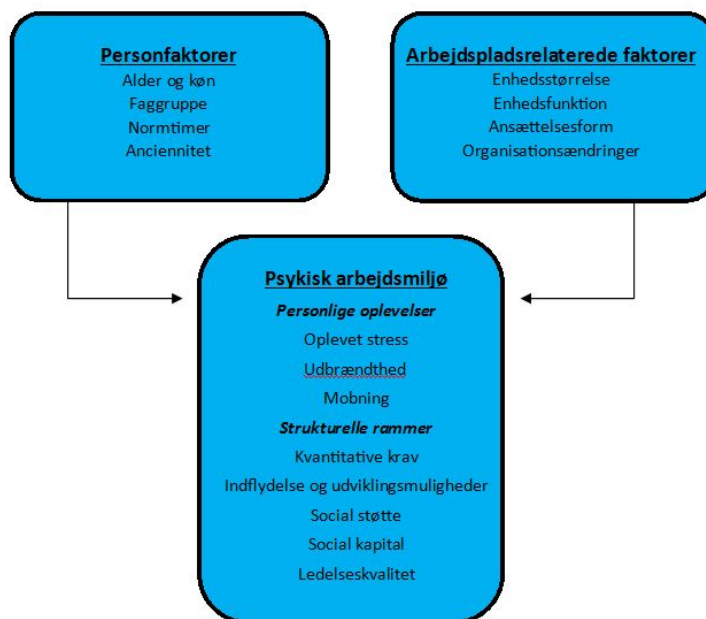 Personfaktorer
Alder og køn
Faggruppe
Normtimer
Anciennitet
Arbejdspladsrelaterede faktorer
Enhedsstørrelse
Enhedsfunktion
Ansættelsesform
Organisationsændringer
Psykisk arbejdsmiljø
Personlige oplevelser
Oplevet stress
Udbrændthed
Mobning
Strukturelle rammer
Kvantitative krav
Indflydelse og udviklingsmuligheder
Social støtte
Social kapital
Ledelseskvalitet